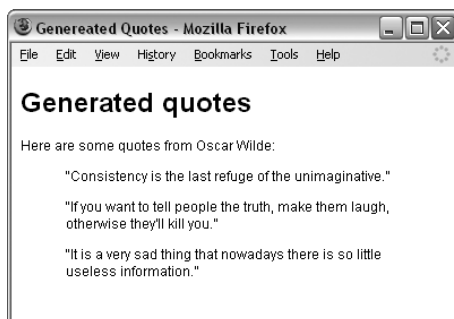 Genereated Quotes - Mozilla Firefox
File Edit View History Bookmarks Tools Help
Generated quotes
Here are some quotes from Oscar Wilde:
"Consistency is the last refuge of the unimaginative."
"If you want to tell people the truth, make them laugh,
otherwise they'll kill you."
"It is a very sad thing that nowadays there is so little
useless information."